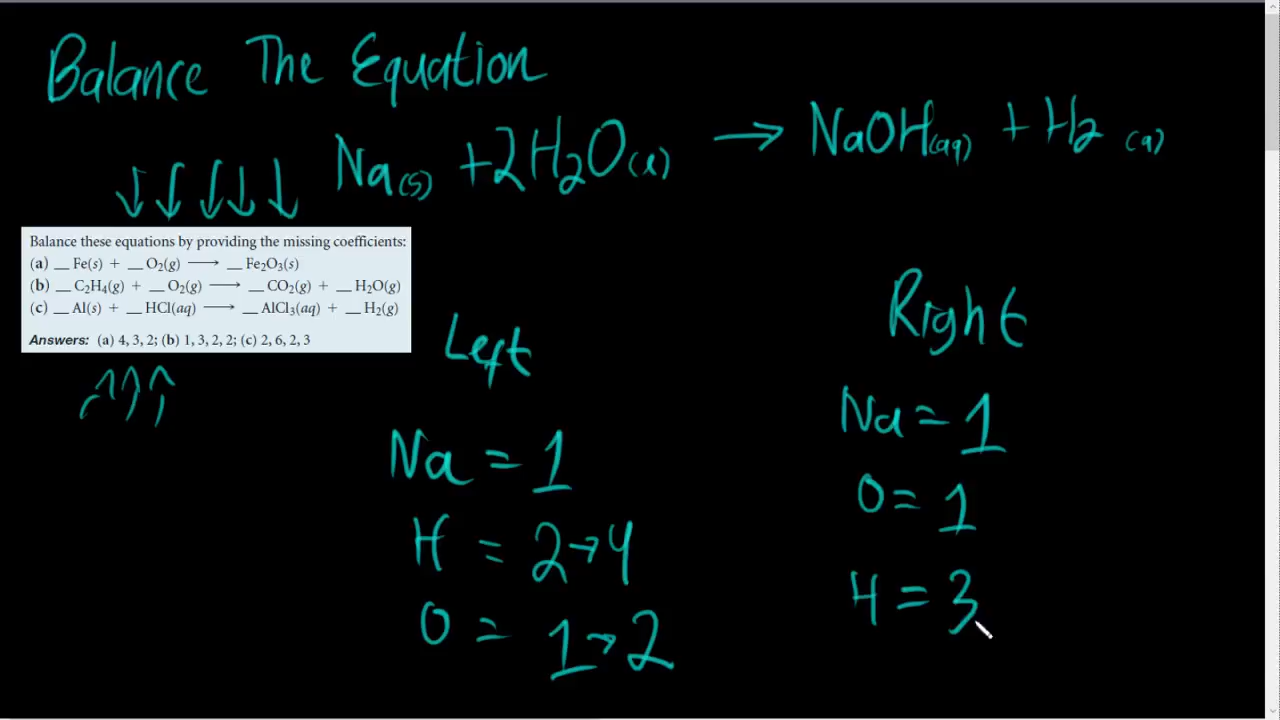 Balance The Equation
Na(s) + 2H₂O(l) → NaOH(aq) + H₂ (g)
Balance these equations by providing the missing coefficients:
(a) __ Fe(s) + __ O₂(g) ⟶ __ Fe₂O₃(s)
(b) __ C₂H₄(g) + __ O₂(g) ⟶ __ CO₂(g) + __ H₂O(g)
(c) __ Al(s) + __ HCl(aq) ⟶ __ AlCl₃(aq) + __ H₂(g)
Answers: (a) 4, 3, 2; (b) 1, 3, 2, 2; (c) 2, 6, 2, 3
Left
Na = 1
H = 2→4
O = 1→2
Right
Na = 1
O = 1
H = 3